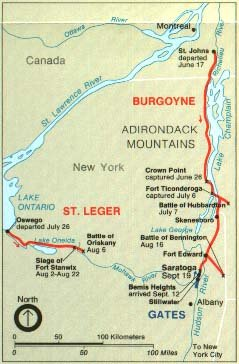 Ottawa River
Montreal
Canada
St. Johns
departed
June 17
Richelieu
River
St. Lawrence River
BURGOYNE
Lake Champlain
ADIRONDACK
MOUNTAINS
Crown Point
captured June 26
New York
Fort Ticonderoga
captured July 6
Battle of Hubbardton
July 7
Skenesboro
LAKE
ONTARIO
ST. LEGER
Lake George
Battle of Bennington
Aug 16
Oswego
departed July 26
Lake Oneida
Battle of
Oriskany
Aug 6
Fort Edward
Siege of
Fort Stanwix
Aug 2-Aug 22
Mohawk River
Saratoga
Sept 19
Bemis Heights
arrived Sept. 12
Stillwater
North
GATES
Albany
Hudson River
0 100 Kilometers
0 100 Miles
To New
York City